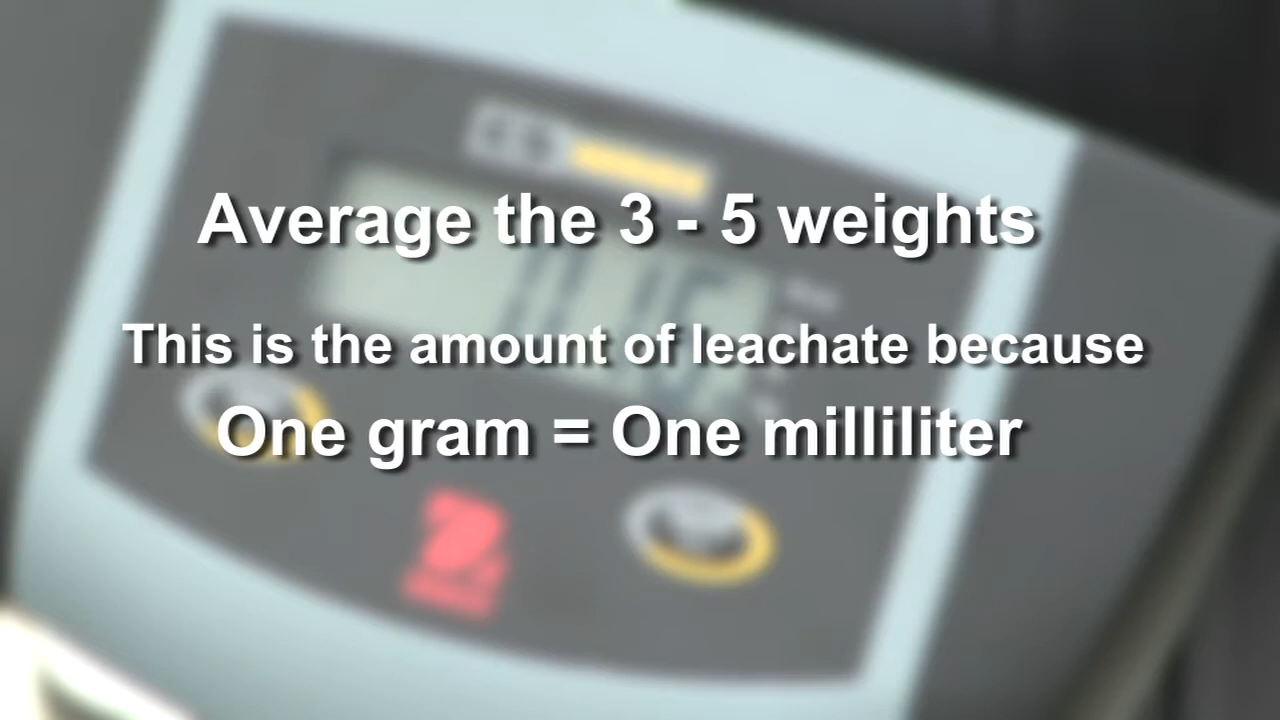 Average the 3 - 5 weights
This is the amount of leachate because
One gram = One milliliter